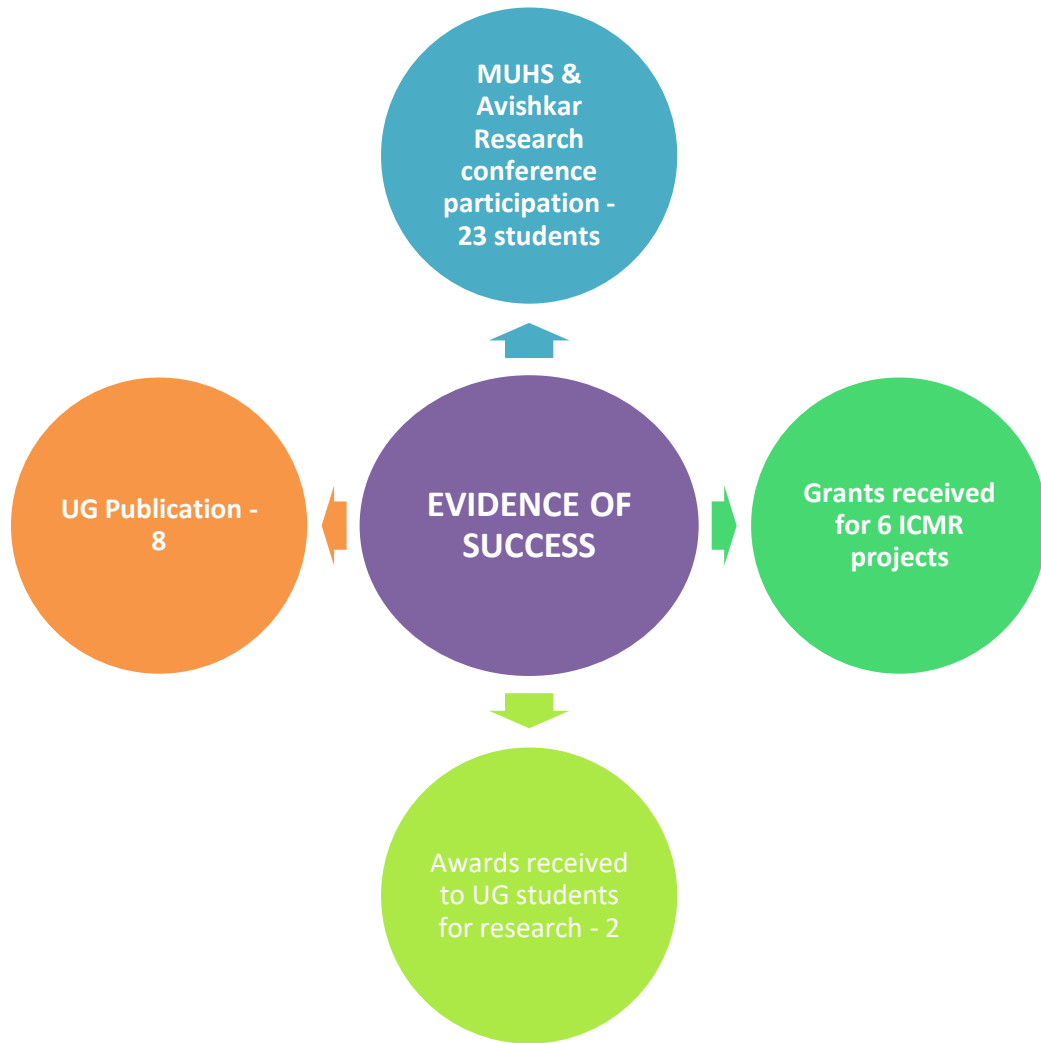 MUHS &
Avishkar
Research
conference
participation -
23 students
UG Publication -
8
EVIDENCE OF
SUCCESS
Grants received
for 6 ICMR
projects
Awards received
to UG students
for research - 2